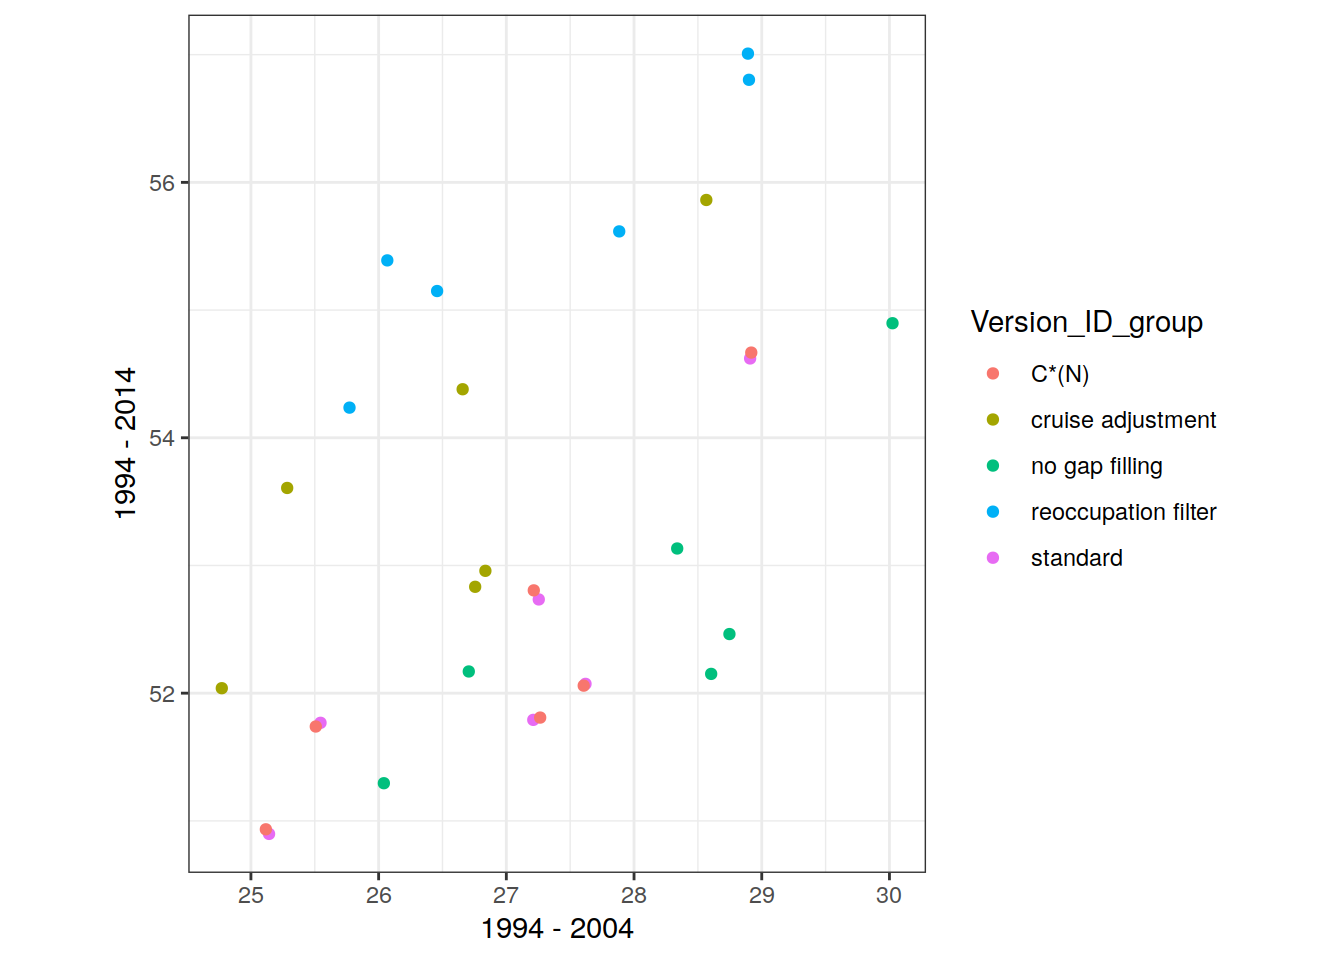 56
54
52
1994 - 2014
25 26 27 28 29 30
1994 - 2004
Version_ID_group
C*(N)
cruise adjustment
no gap filling
reoccupation filter
standard